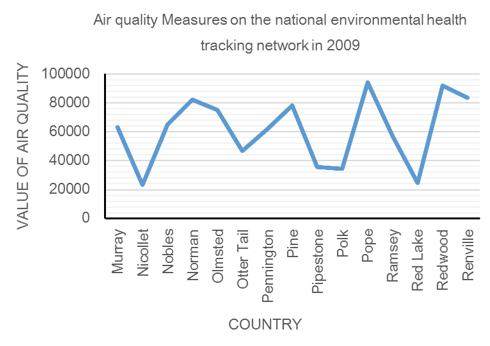 Air quality Measures on the national environmental health
tracking network in 2009
VALUE OF AIR QUALITY
100000
80000
60000
40000
20000
0
Murray
Nicollet
Nobles
Norman
Olmsted
Otter Tail
Pennington
Pine
Pipestone
Polk
Pope
Ramsey
Red Lake
Redwood
Renville
COUNTRY